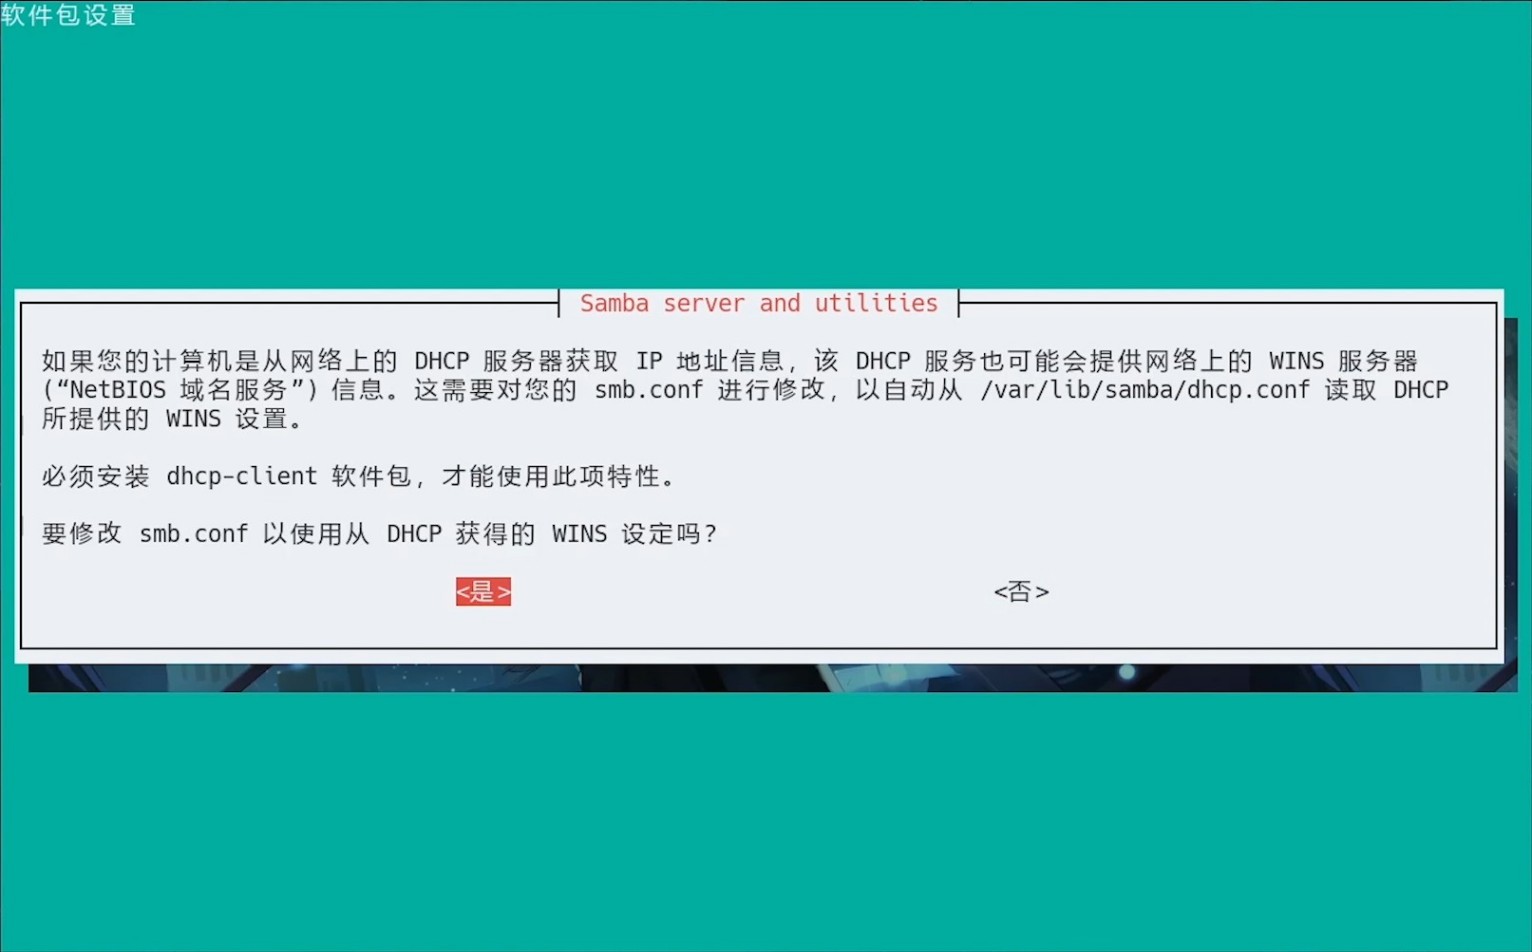 软件包设置
Samba server and utilities
如果您的计算机是从网络上的 DHCP 服务器获取 IP 地址信息，该 DHCP 服务也可能会提供网络上的 WINS 服务器
(“NetBIOS 域名服务”) 信息。这需要对您的 smb.conf 进行修改，以自动从 /var/lib/samba/dhcp.conf 读取 DHCP
所提供的 WINS 设置。
必须安装 dhcp-client 软件包，才能使用此项特性。
要修改 smb.conf 以使用从 DHCP 获得的 WINS 设定吗？
<是> <否>